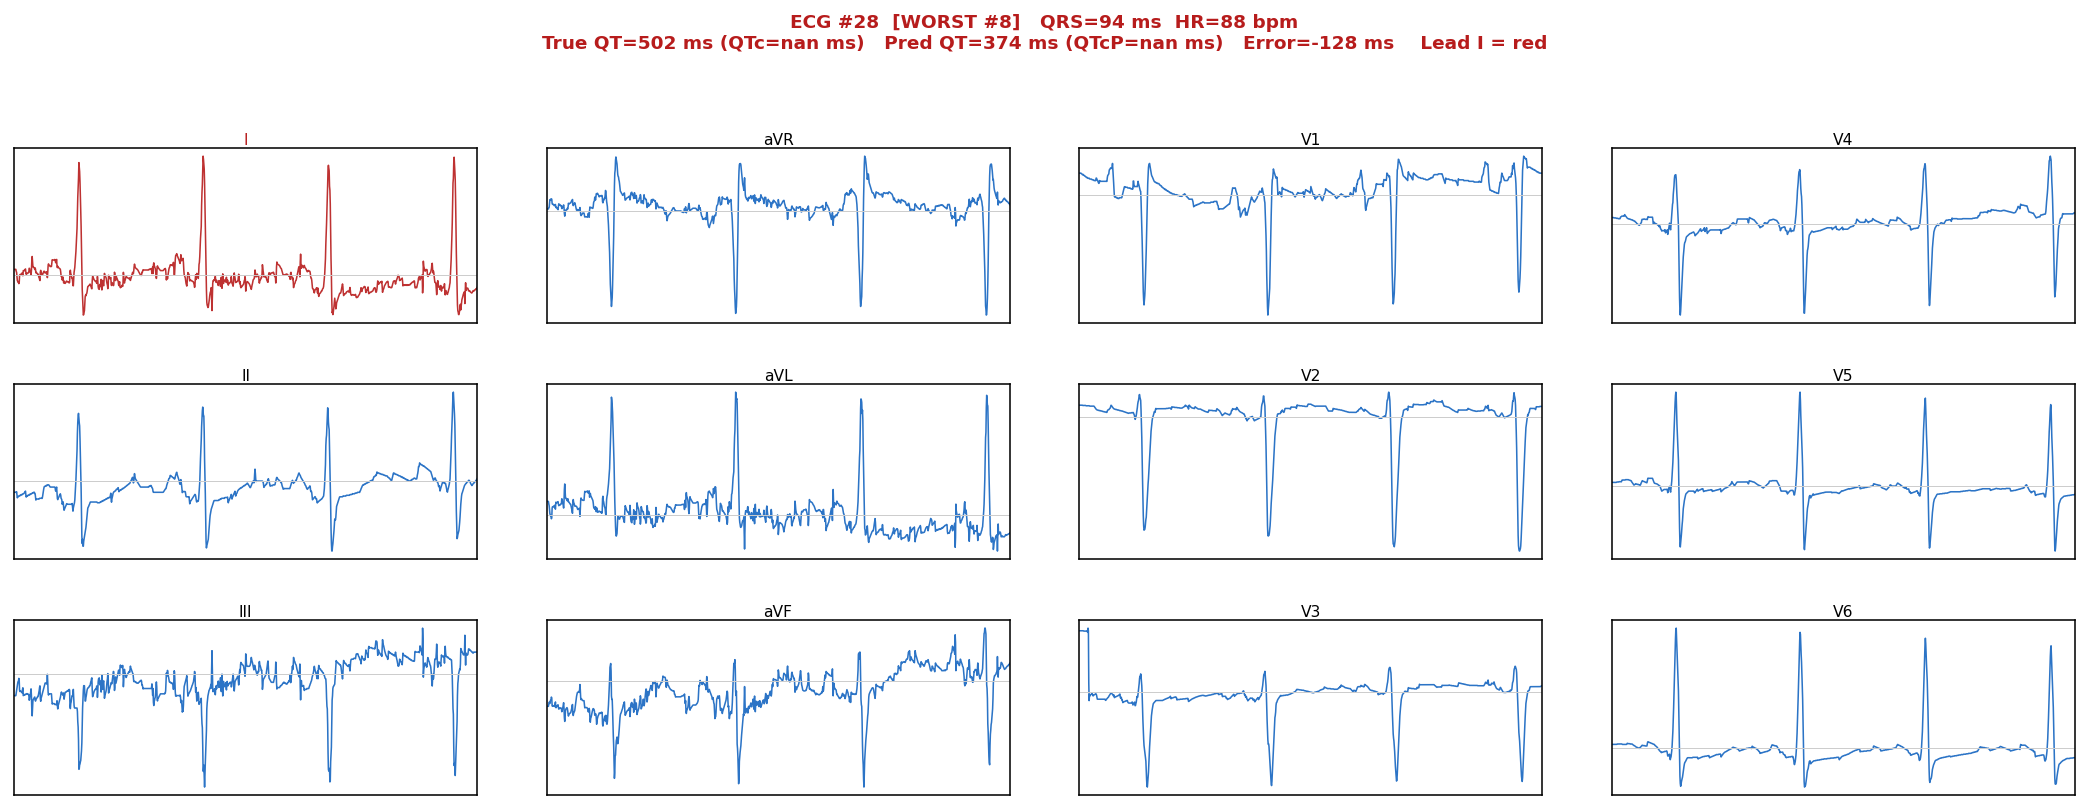 ECG #28  [WORST #8]   QRS=94 ms  HR=88 bpm
True QT=502 ms (QTc=nan ms)   Pred QT=374 ms (QTcP=nan ms)   Error=-128 ms    Lead I = red
I
aVR
V1
V4
II
aVL
V2
V5
III
aVF
V3
V6